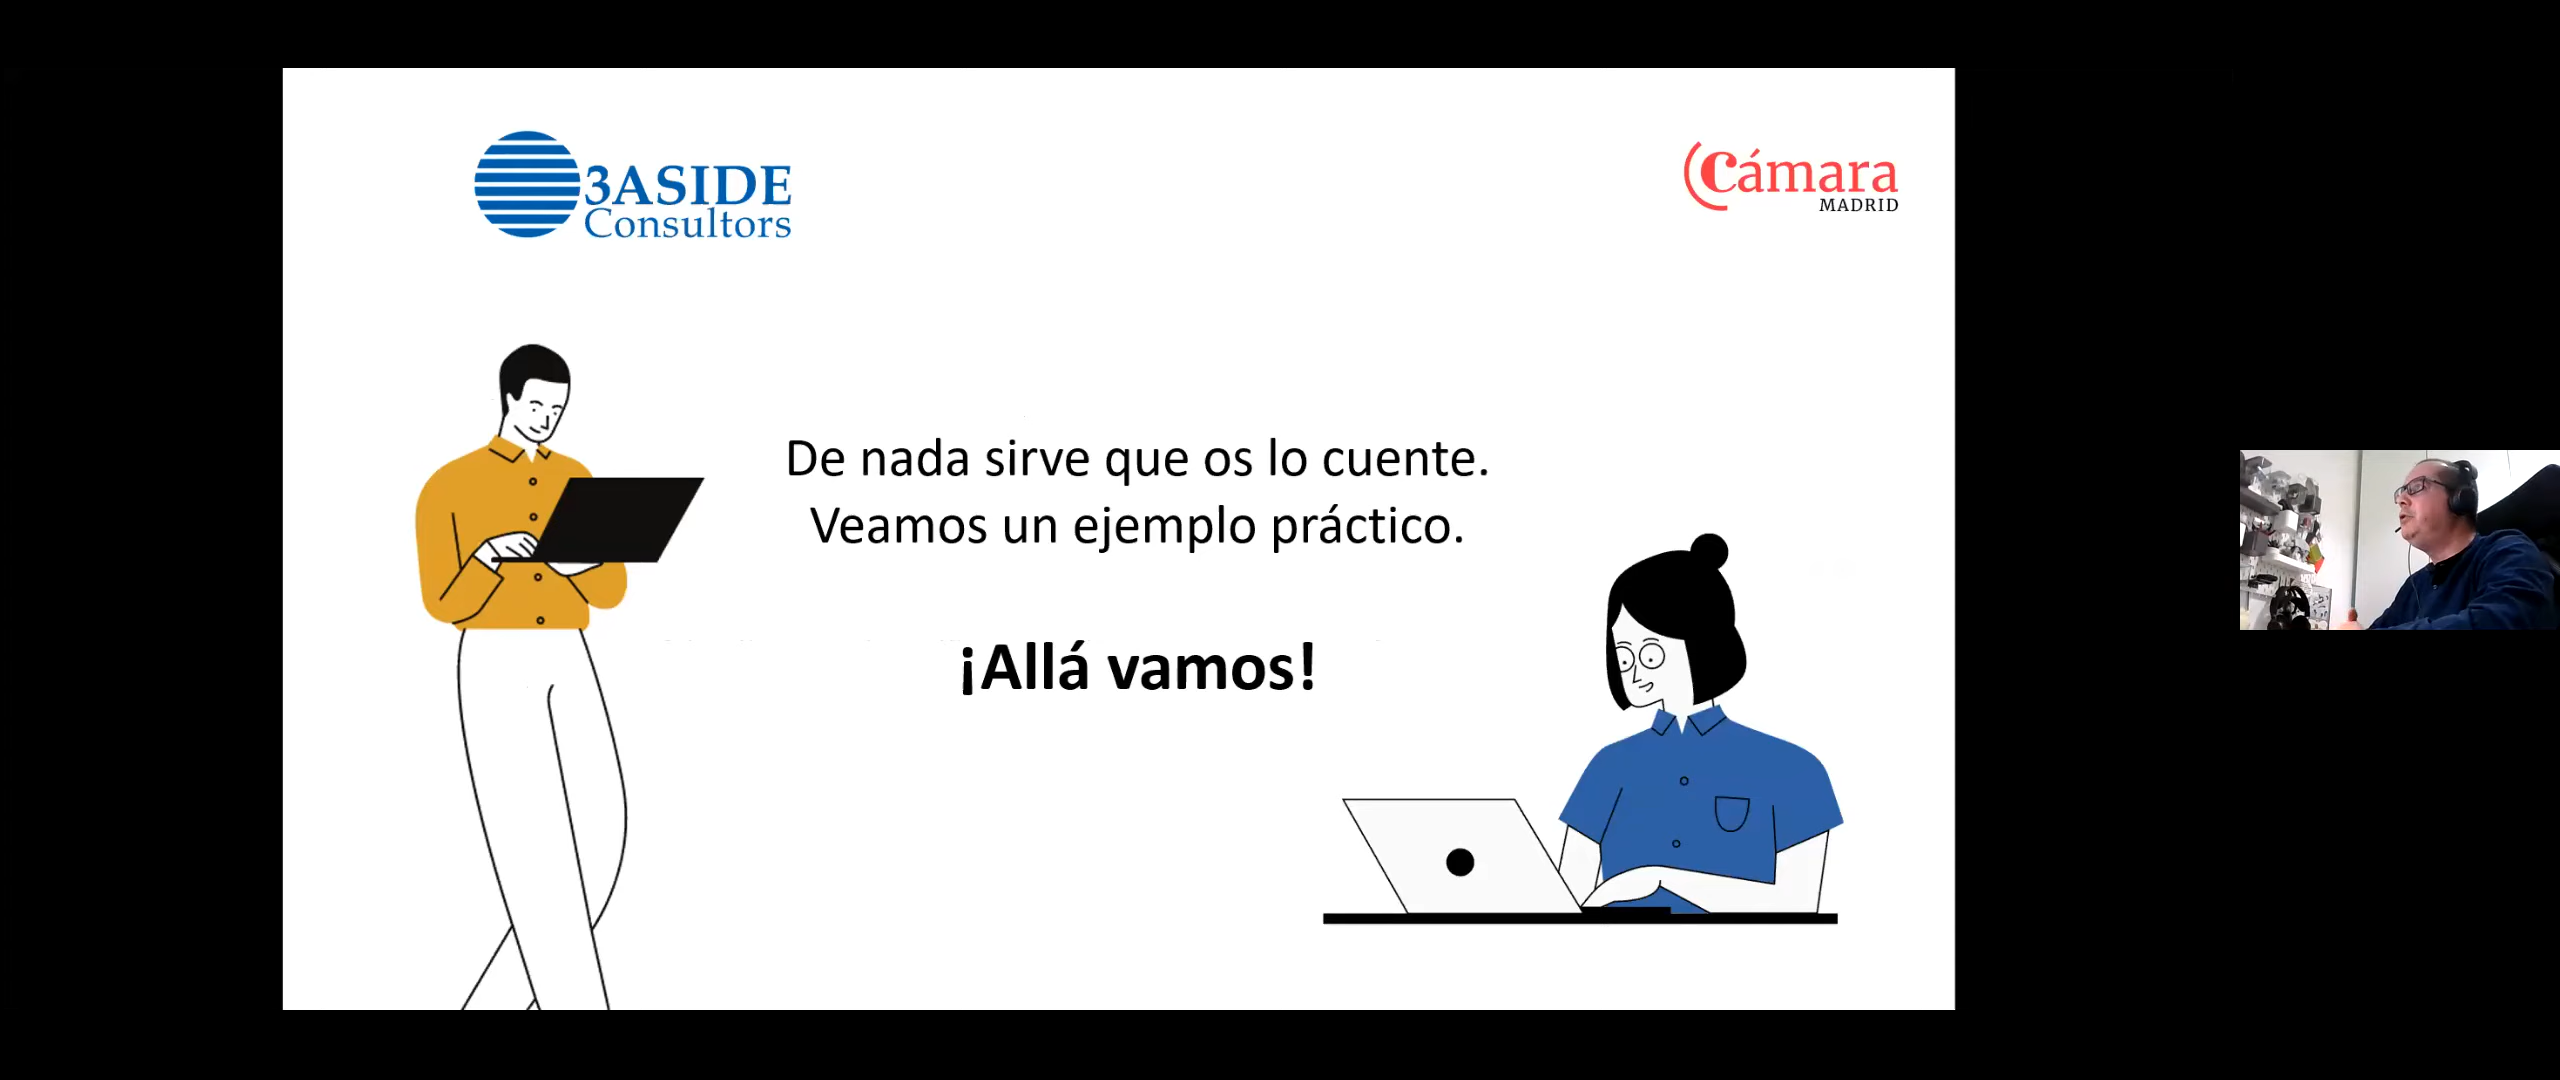 3ASIDE
Consultors
Cámara
MADRID
De nada sirve que os lo cuente.
Veamos un ejemplo práctico.
¡Allá vamos!